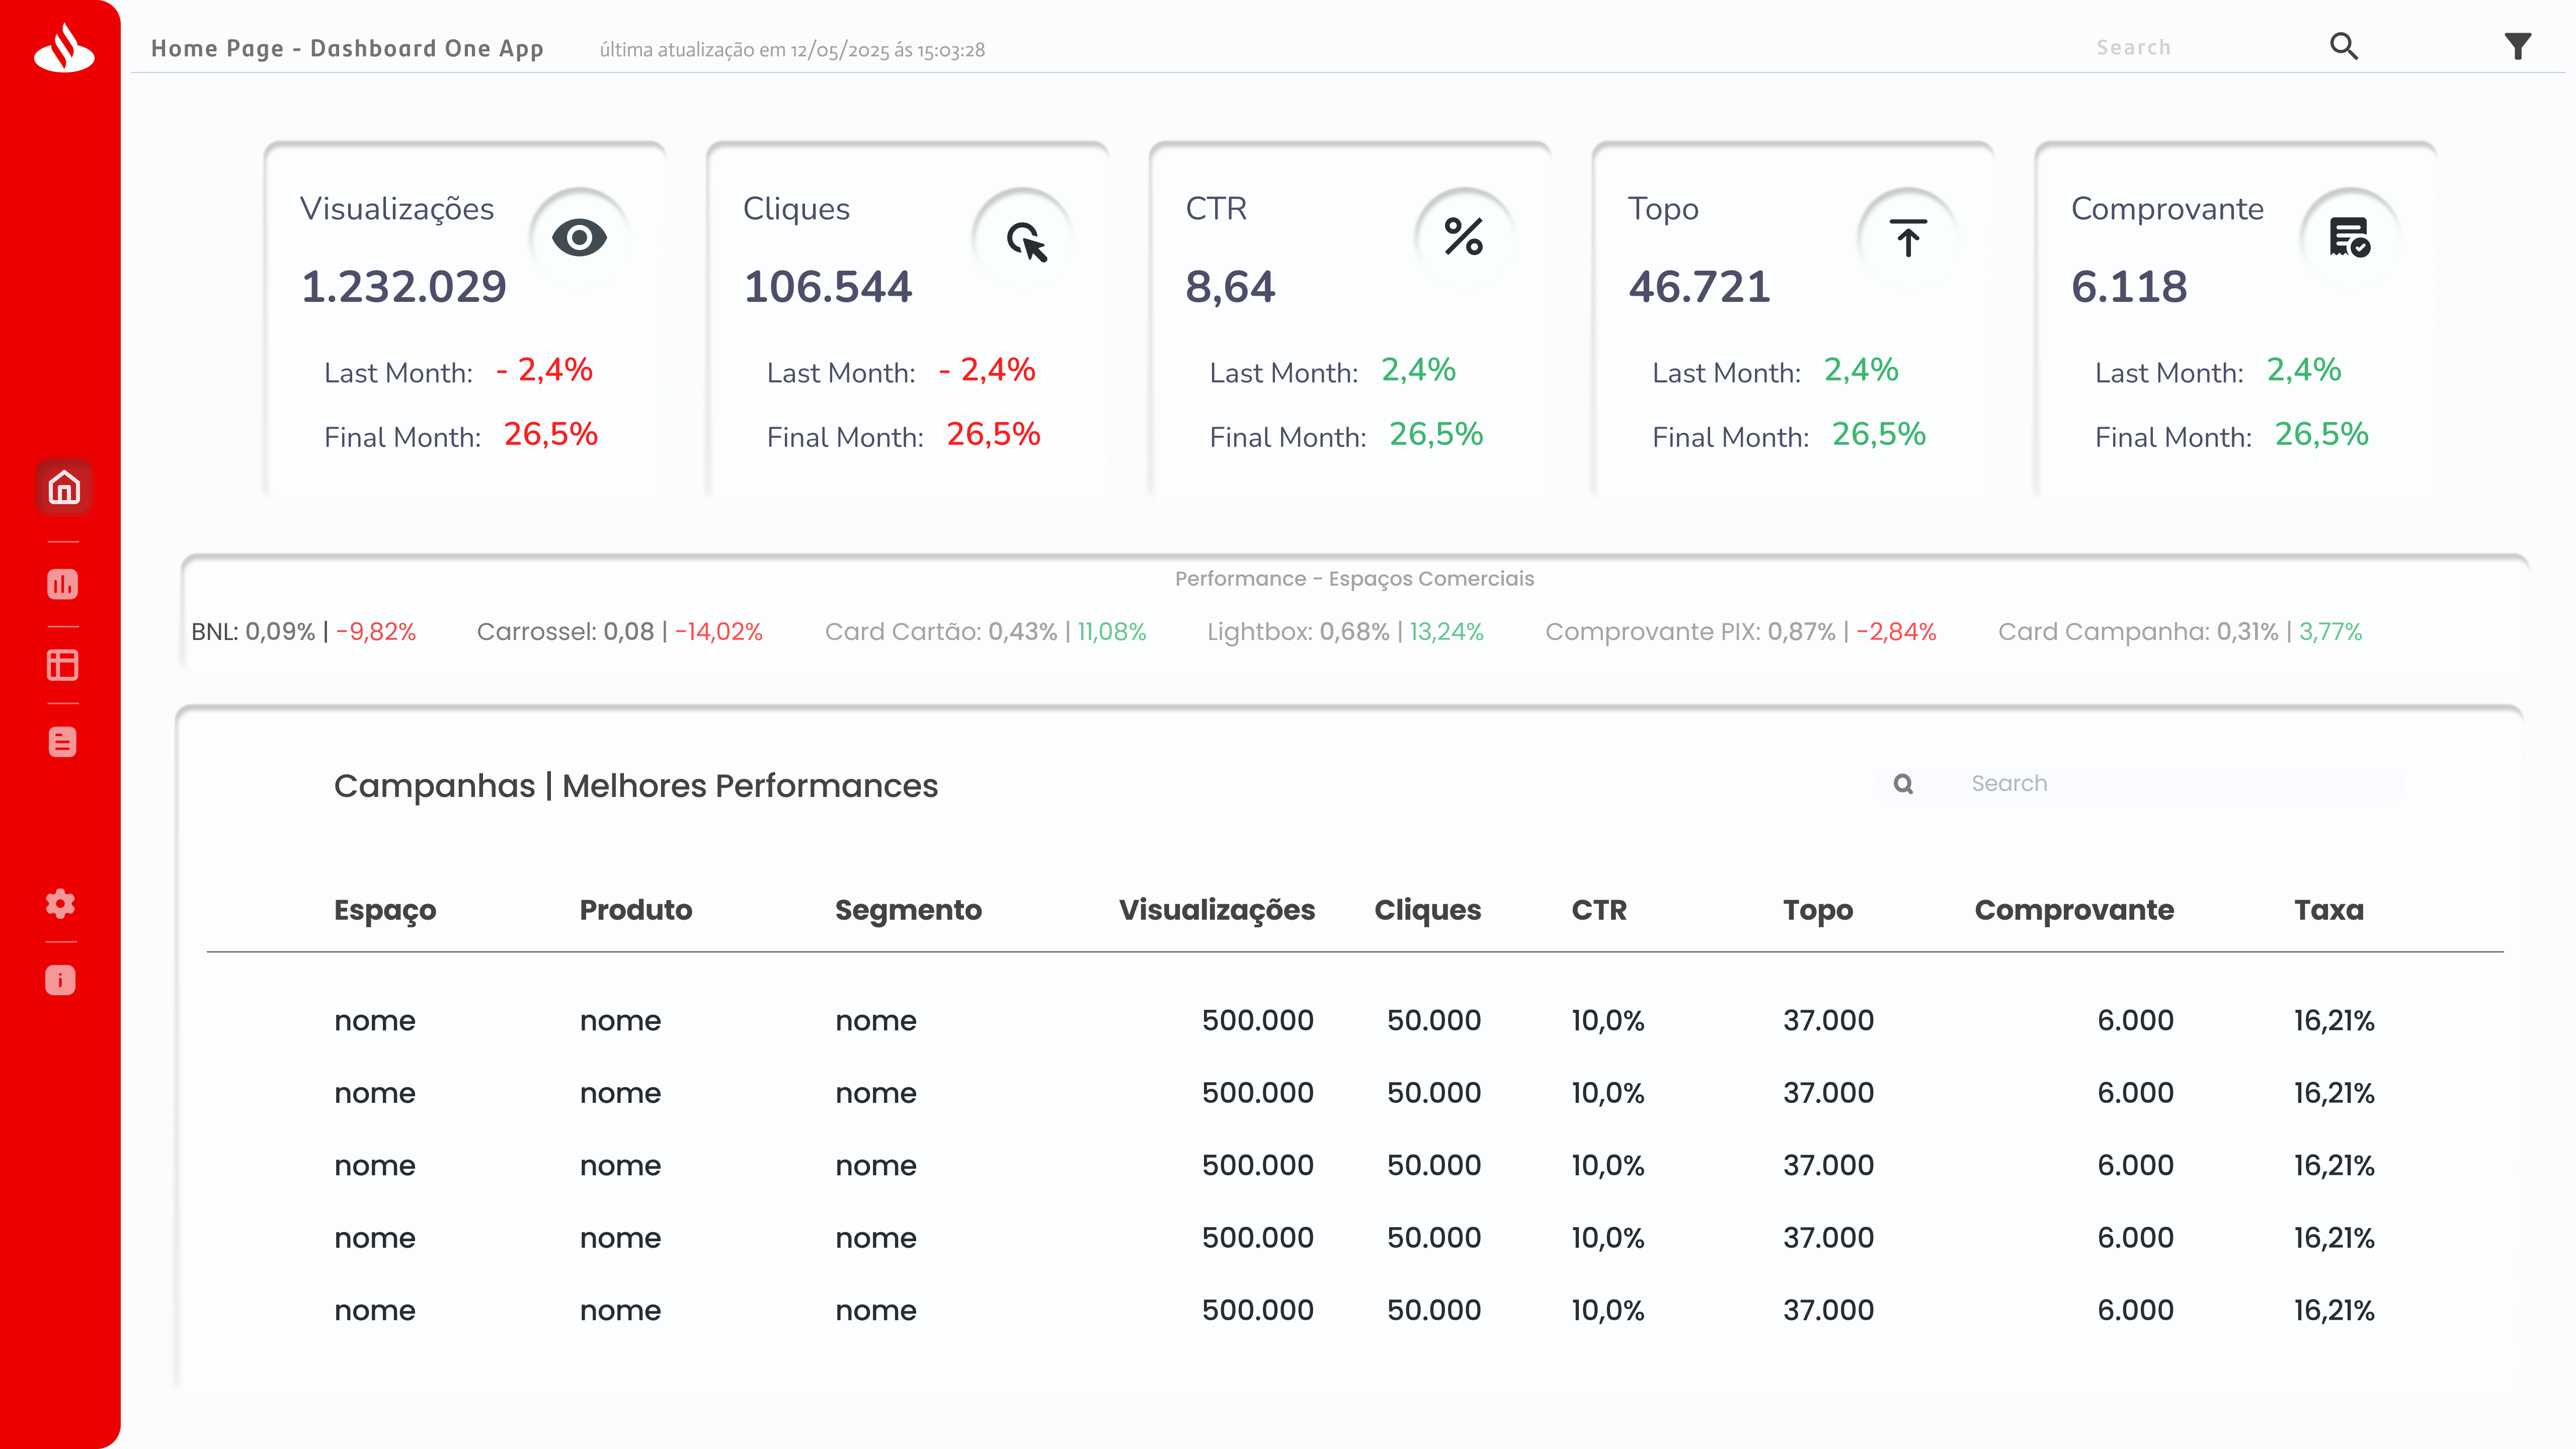 Home Page - Dashboard One App última atualização em 12/05/2025 ás 15:03:28 Search
Visualizações Cliques CTR Topo Comprovante
1.232.029 106.544 8,64 46.721 6.118
Last Month: - 2,4% Last Month: - 2,4% Last Month: 2,4% Last Month: 2,4% Last Month: 2,4%
Final Month: 26,5% Final Month: 26,5% Final Month: 26,5% Final Month: 26,5% Final Month: 26,5%
Performance - Espaços Comerciais
BNL: 0,09% | -9,82% Carrossel: 0,08 | -14,02% Card Cartão: 0,43% | 11,08% Lightbox: 0,68% | 13,24% Comprovante PIX: 0,87% | -2,84% Card Campanha: 0,31% | 3,77%
Campanhas | Melhores Performances Search
Espaço Produto Segmento Visualizações Cliques CTR Topo Comprovante Taxa
nome nome nome 500.000 50.000 10,0% 37.000 6.000 16,21%
nome nome nome 500.000 50.000 10,0% 37.000 6.000 16,21%
nome nome nome 500.000 50.000 10,0% 37.000 6.000 16,21%
nome nome nome 500.000 50.000 10,0% 37.000 6.000 16,21%
nome nome nome 500.000 50.000 10,0% 37.000 6.000 16,21%